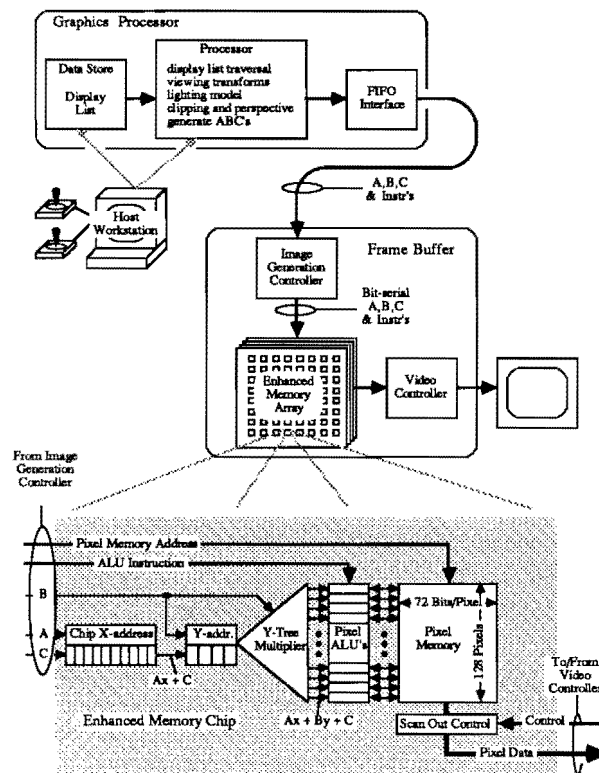 Graphics Processor
Data Store
Display
List
Processor
display list traversal
viewing transforms
lighting model
clipping and perspective
generate ABC's
FIFO
Interface
Host
Workstation
A,B,C
& Instr's
Frame Buffer
Image
Generation
Controller
Bit-serial
A,B,C
& Instr's
Enhanced
Memory
Array
Video
Controller
From Image
Generation
Controller
Pixel Memory Address
ALU Instruction
B
A
C
Chip X-address
Y-addr.
Ax + C
Y-Tree
Multiplier
Pixel
ALU's
Ax + By + C
72 Bits/Pixel
Pixel
Memory
128 Pixels
To/From
Video
Controller
Scan Out Control
Control
Pixel Data
Enhanced Memory Chip